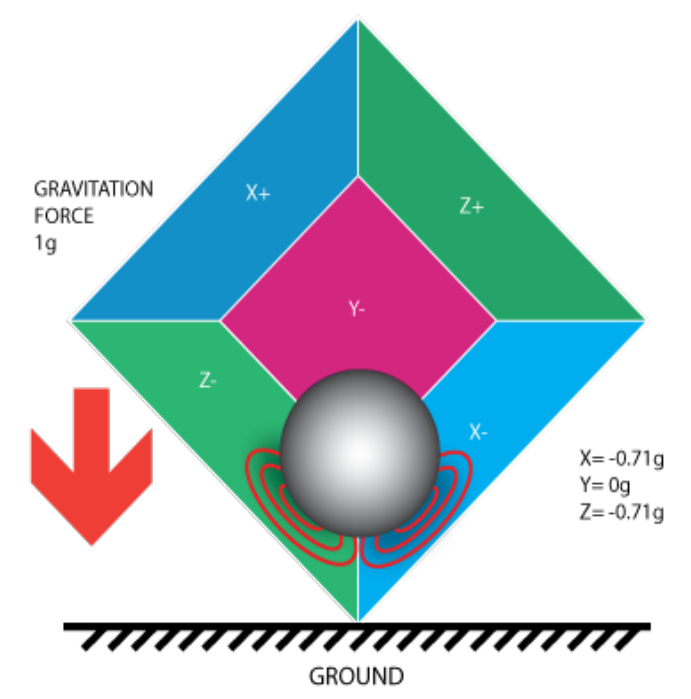 GRAVITATION
FORCE
1g
X+
Z+
Y-
Z-
X-
X= -0.71g
Y= 0g
Z= -0.71g
GROUND